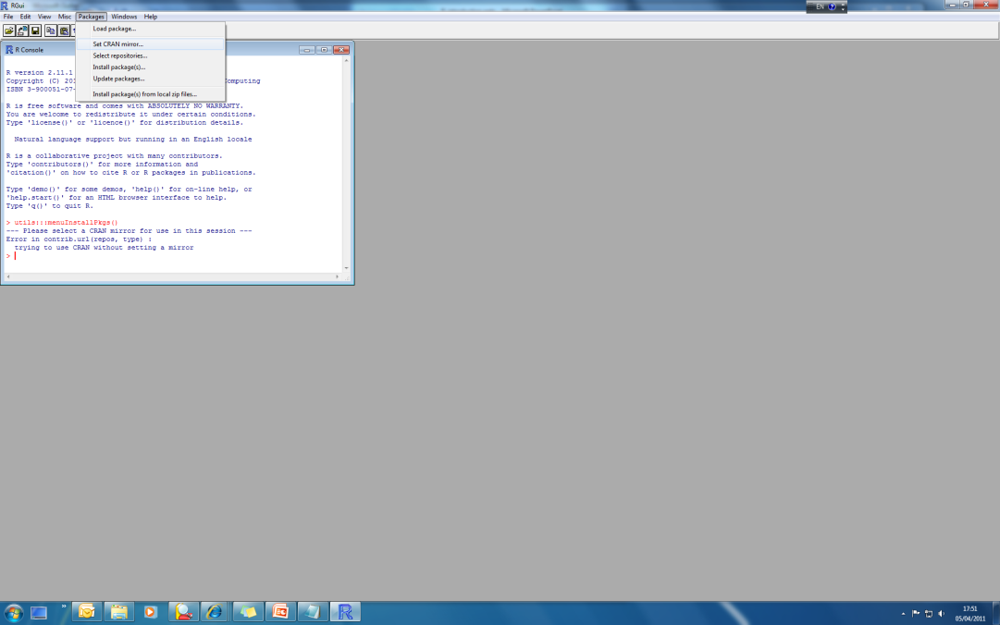 RGui
EN
File Edit View Misc Packages Windows Help
Load package...
Set CRAN mirror...
Select repositories...
Install package(s)...
Update packages...
Install package(s) from local zip files...
R Console
R version 2.11.1
Copyright (C) 20 Computing
ISBN 3-900051-07-
R is free software and comes with ABSOLUTELY NO WARRANTY.
You are welcome to redistribute it under certain conditions.
Type 'license()' or 'licence()' for distribution details.
Natural language support but running in an English locale
R is a collaborative project with many contributors.
Type 'contributors()' for more information and
'citation()' on how to cite R or R packages in publications.
Type 'demo()' for some demos, 'help()' for on-line help, or
'help.start()' for an HTML browser interface to help.
Type 'q()' to quit R.
> utils:::menuInstallPkgs()
--- Please select a CRAN mirror for use in this session ---
Error in contrib.url(repos, type) :
trying to use CRAN without setting a mirror
>
17:51
05/04/2011